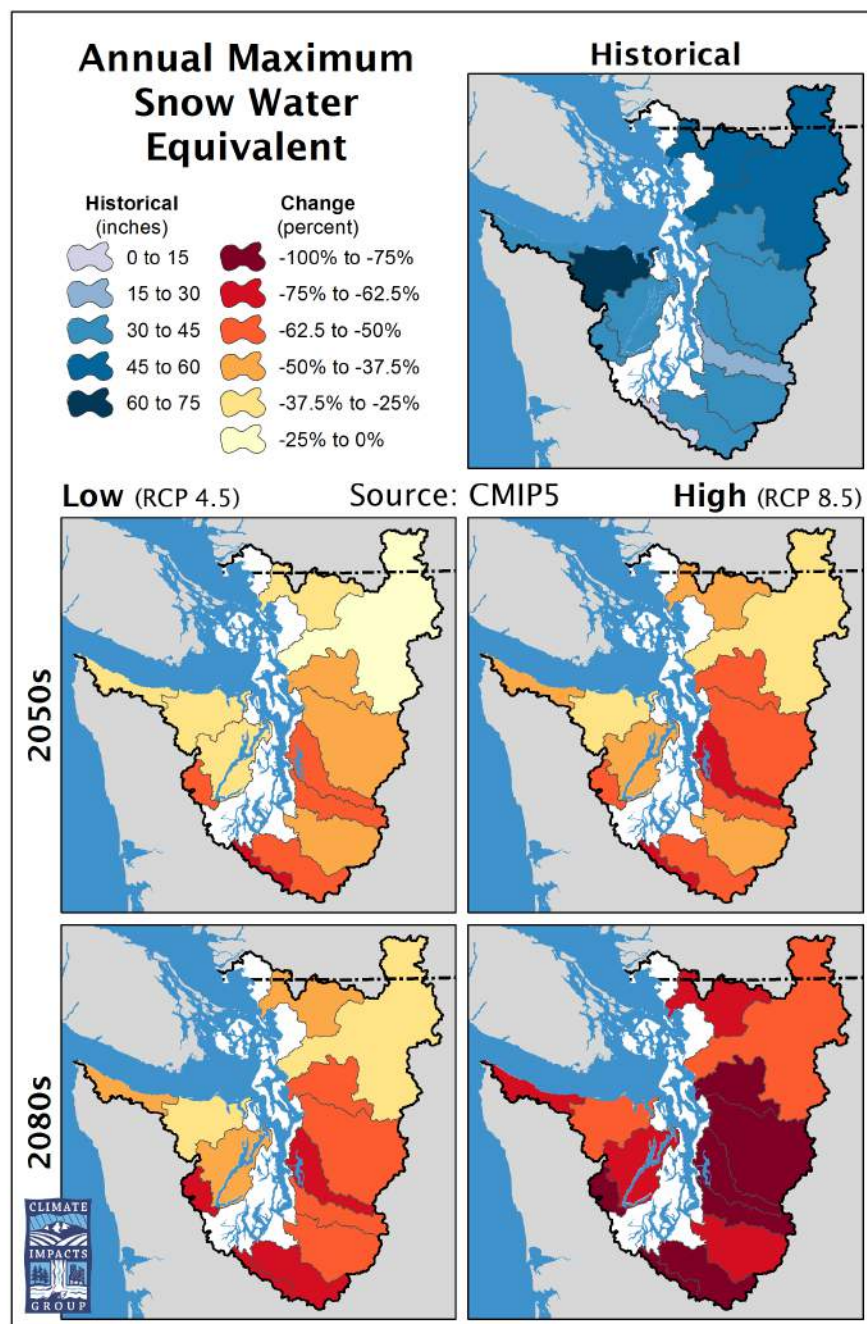 Annual Maximum
Snow Water
Equivalent
Historical
Historical
(inches)
0 to 15
15 to 30
30 to 45
45 to 60
60 to 75
Change
(percent)
-100% to -75%
-75% to -62.5%
-62.5 to -50%
-50% to -37.5%
-37.5% to -25%
-25% to 0%
Low (RCP 4.5)
Source: CMIP5
High (RCP 8.5)
2050s
2080s
CLIMATE
IMPACTS
GROUP